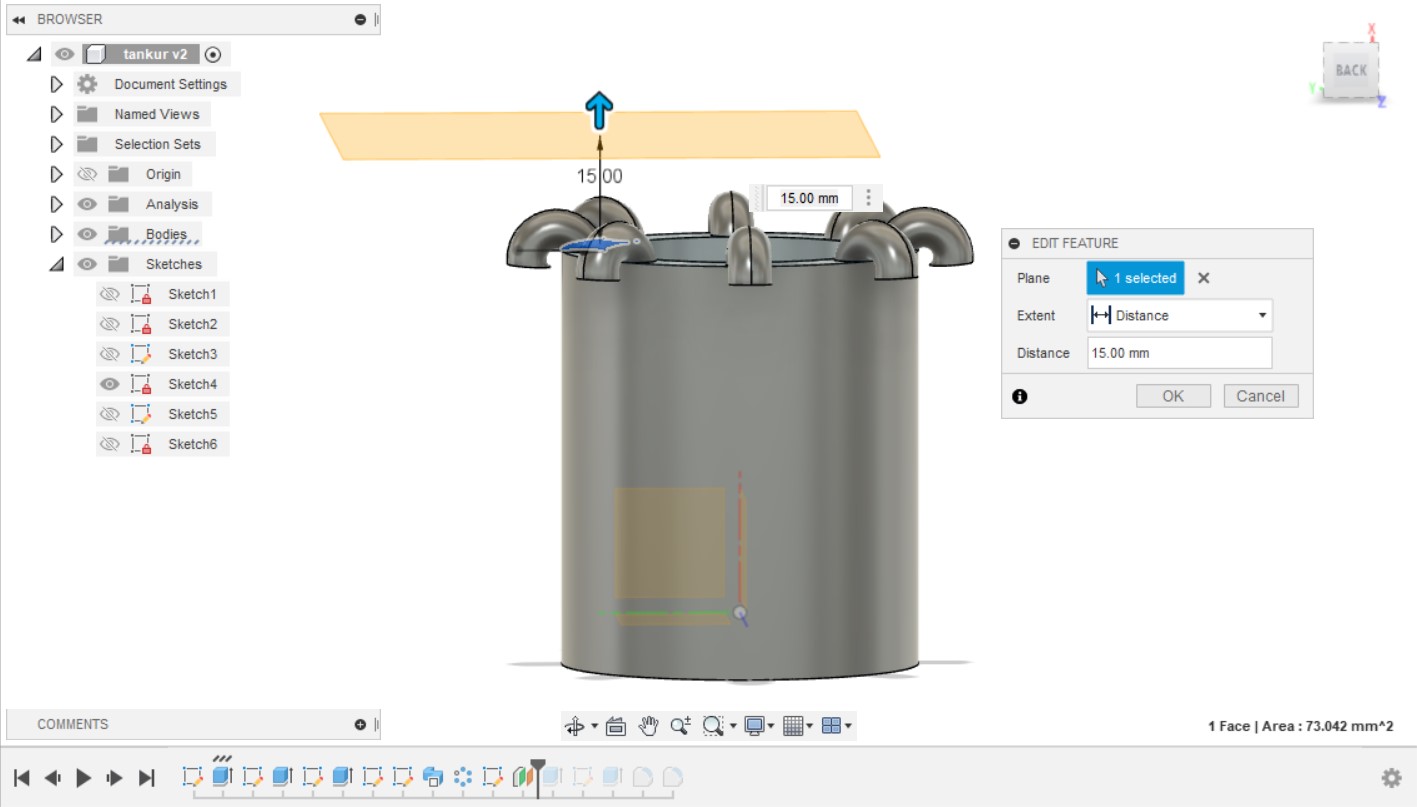 BROWSER
tankur v2
Document Settings
Named Views
Selection Sets
Origin
Analysis
Bodies
Sketches
Sketch1
Sketch2
Sketch3
Sketch4
Sketch5
Sketch6
15.00
15.00 mm
X
BACK
Y
Z
EDIT FEATURE
Plane 1 selected
Extent Distance
Distance 15.00 mm
OK Cancel
COMMENTS
1 Face | Area : 73.042 mm^2